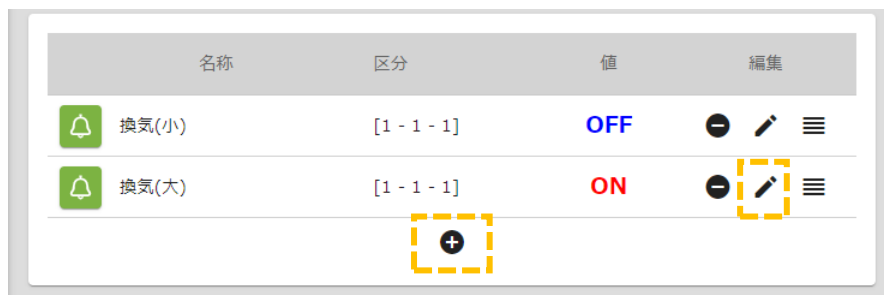 名称 区分 値 編集
換気(小) [1 - 1 - 1] OFF
換気(大) [1 - 1 - 1] ON